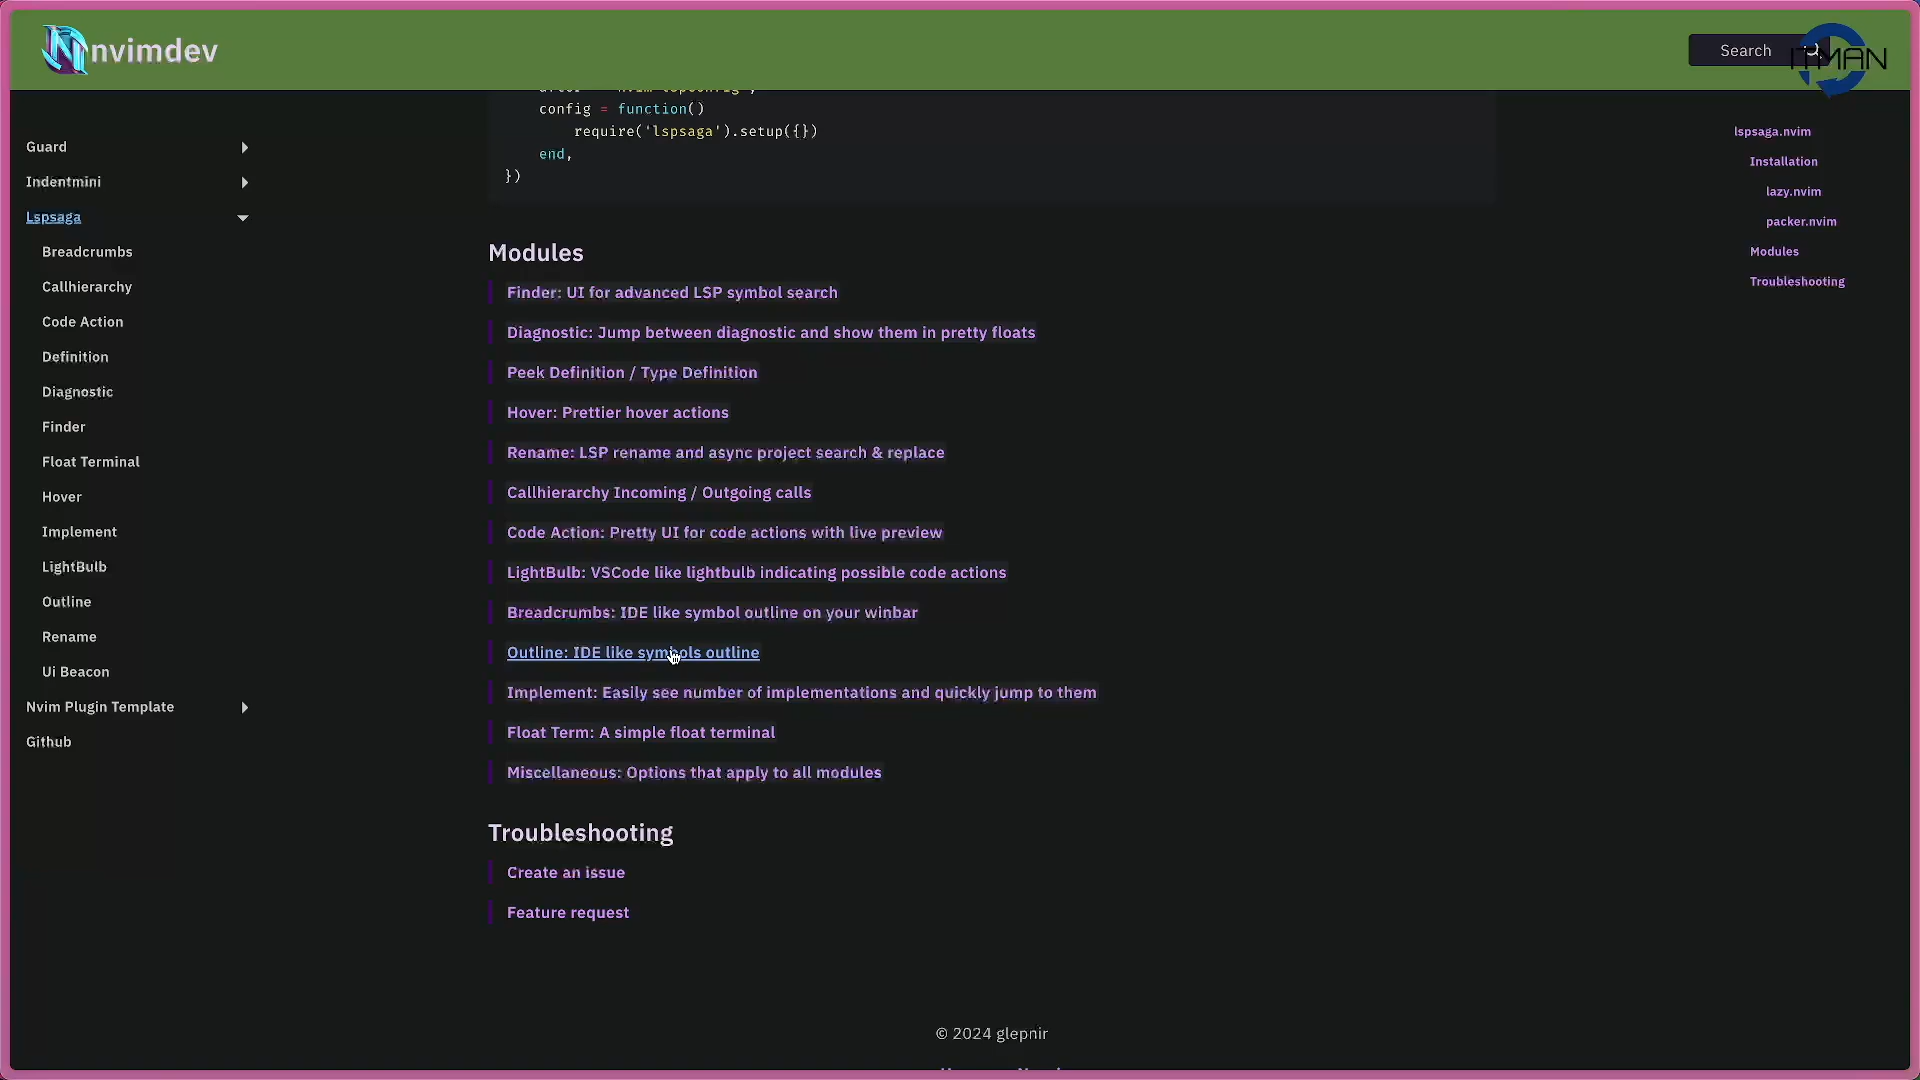 nvimdev
Search
ITMAN
config = function()
require('lspsaga').setup({})
end,
})
Guard
Indentmini
Lspsaga
Breadcrumbs
Callhierarchy
Code Action
Definition
Diagnostic
Finder
Float Terminal
Hover
Implement
LightBulb
Outline
Rename
Ui Beacon
Nvim Plugin Template
Github
Modules
Finder: UI for advanced LSP symbol search
Diagnostic: Jump between diagnostic and show them in pretty floats
Peek Definition / Type Definition
Hover: Prettier hover actions
Rename: LSP rename and async project search & replace
Callhierarchy Incoming / Outgoing calls
Code Action: Pretty UI for code actions with live preview
LightBulb: VSCode like lightbulb indicating possible code actions
Breadcrumbs: IDE like symbol outline on your winbar
Outline: IDE like symbols outline
Implement: Easily see number of implementations and quickly jump to them
Float Term: A simple float terminal
Miscellaneous: Options that apply to all modules
Troubleshooting
Create an issue
Feature request
© 2024 glepnir
lspsaga.nvim
Installation
lazy.nvim
packer.nvim
Modules
Troubleshooting